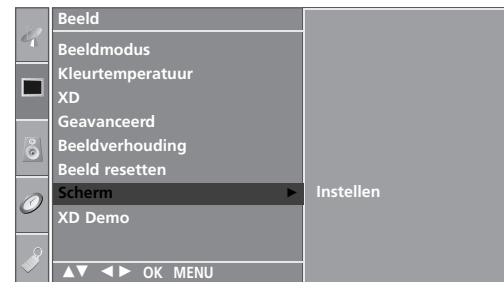 Beeld
Beeldmodus
Kleurtemperatuur
XD
Geavanceerd
Beeldverhouding
Beeld resetten
Scherm ► Instellen
XD Demo
▲▼ ◄► OK MENU